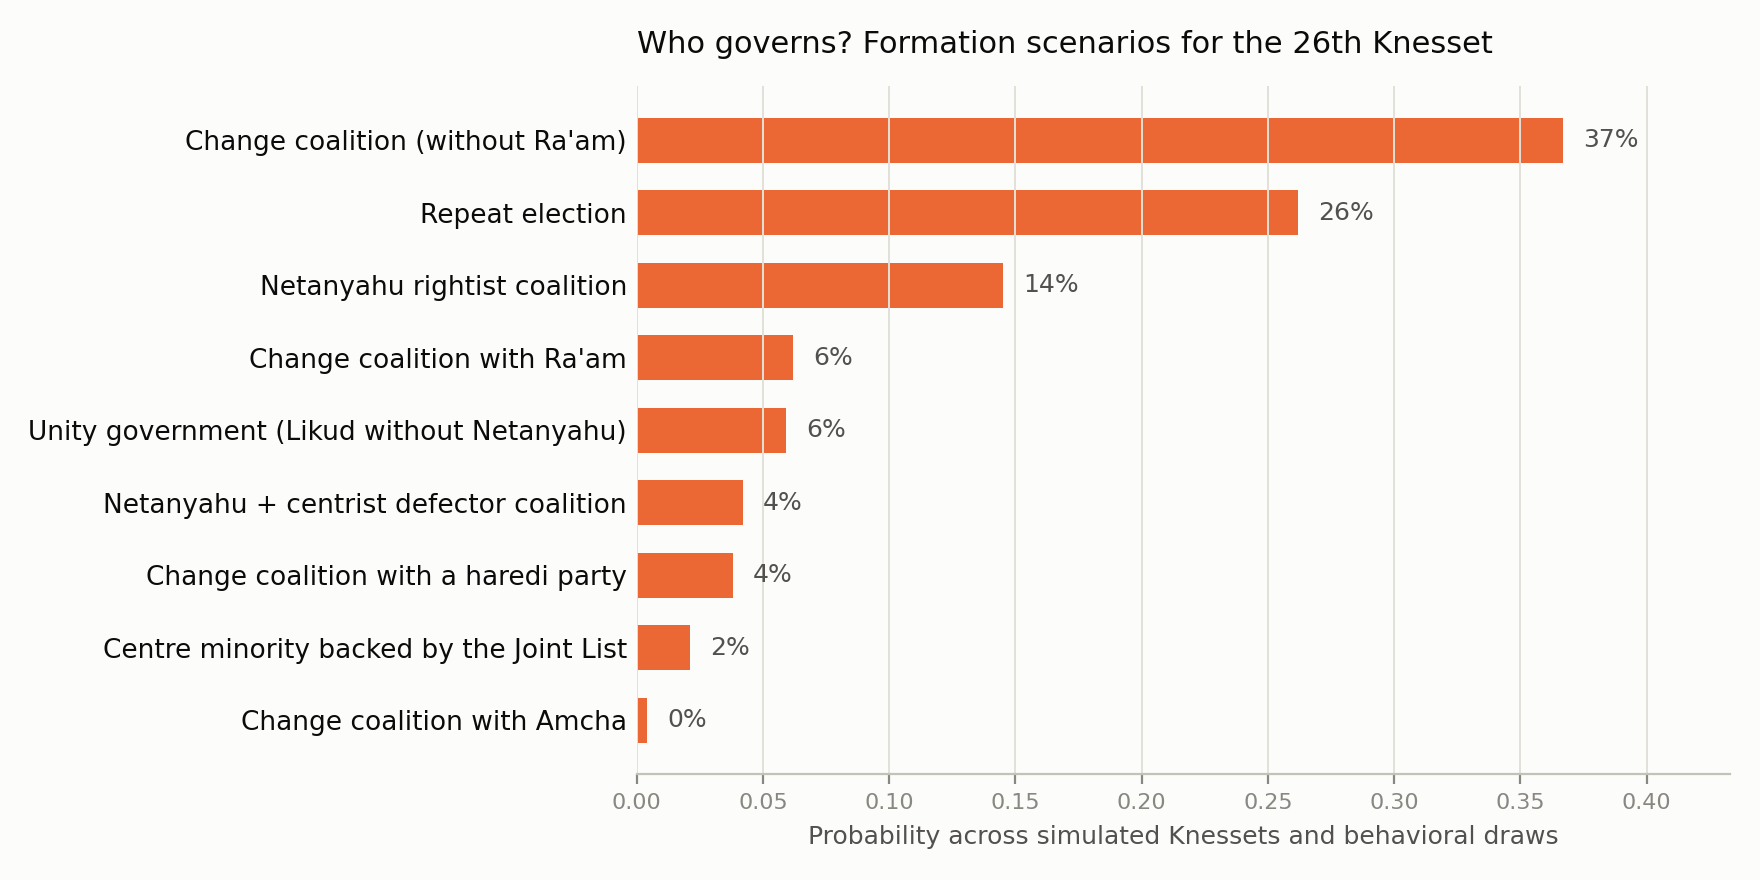 Who governs? Formation scenarios for the 26th Knesset
Change coalition (without Ra'am) 37%
Repeat election 26%
Netanyahu rightist coalition 14%
Change coalition with Ra'am 6%
Unity government (Likud without Netanyahu) 6%
Netanyahu + centrist defector coalition 4%
Change coalition with a haredi party 4%
Centre minority backed by the Joint List 2%
Change coalition with Amcha 0%
0.00 0.05 0.10 0.15 0.20 0.25 0.30 0.35 0.40
Probability across simulated Knessets and behavioral draws